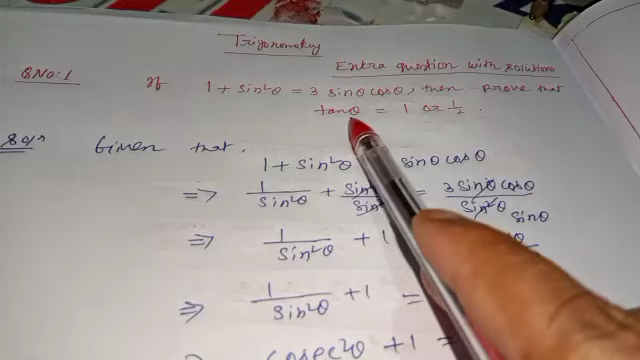 Trigonometry
Extra question with solutions
QNO:1 If 1 + sin²θ = 3 sinθ cosθ, then prove that
tanθ = 1 or 1/2.
Soln Given that,
1 + sin²θ sinθ cosθ
=> 1/sin²θ + sin²θ/sin²θ = 3 sinθ cosθ/sin²θ
sinθ
=> 1/sin²θ + 1
=> 1/sin²θ + 1 =
=> cosec²θ + 1 =